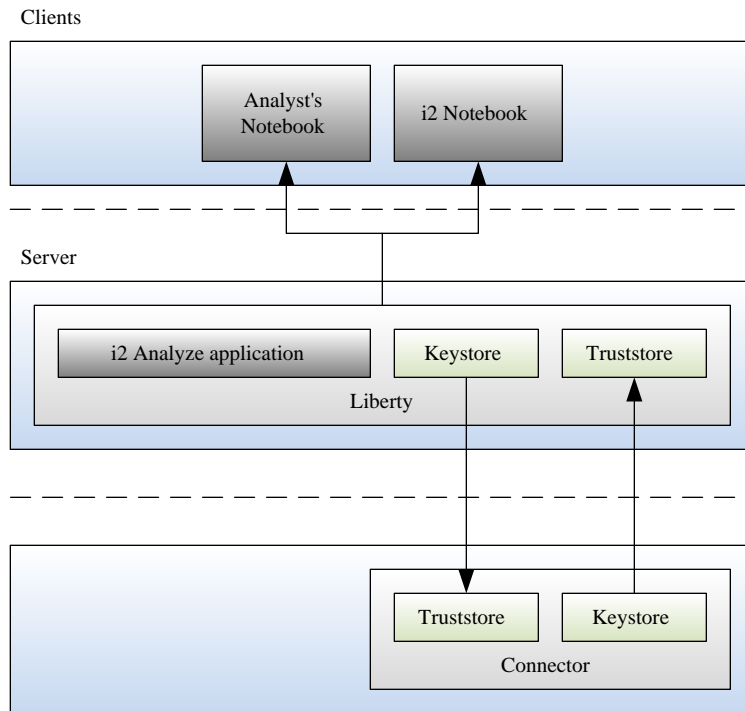 Clients
Analyst's
Notebook
i2 Notebook
Server
i2 Analyze application
Keystore
Truststore
Liberty
Truststore
Keystore
Connector